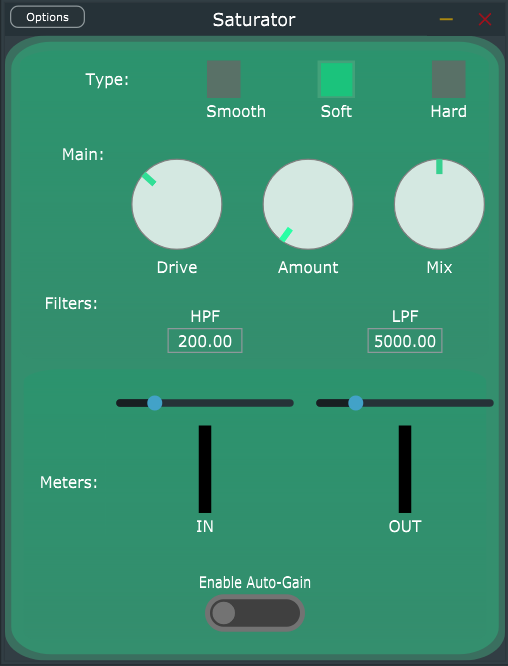 Options
Saturator
Type:
Smooth
Soft
Hard
Main:
Drive
Amount
Mix
Filters:
HPF
LPF
200.00
5000.00
Meters:
IN
OUT
Enable Auto-Gain